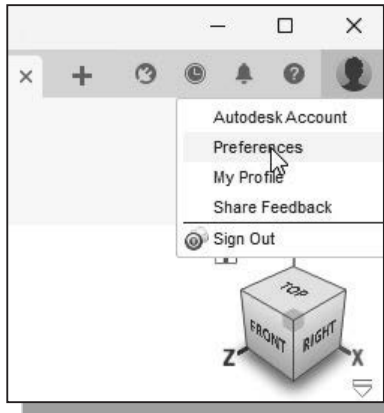 Autodesk Account
Preferences
My Profile
Share Feedback
Sign Out
TOP
FRONT
RIGHT
Z
X